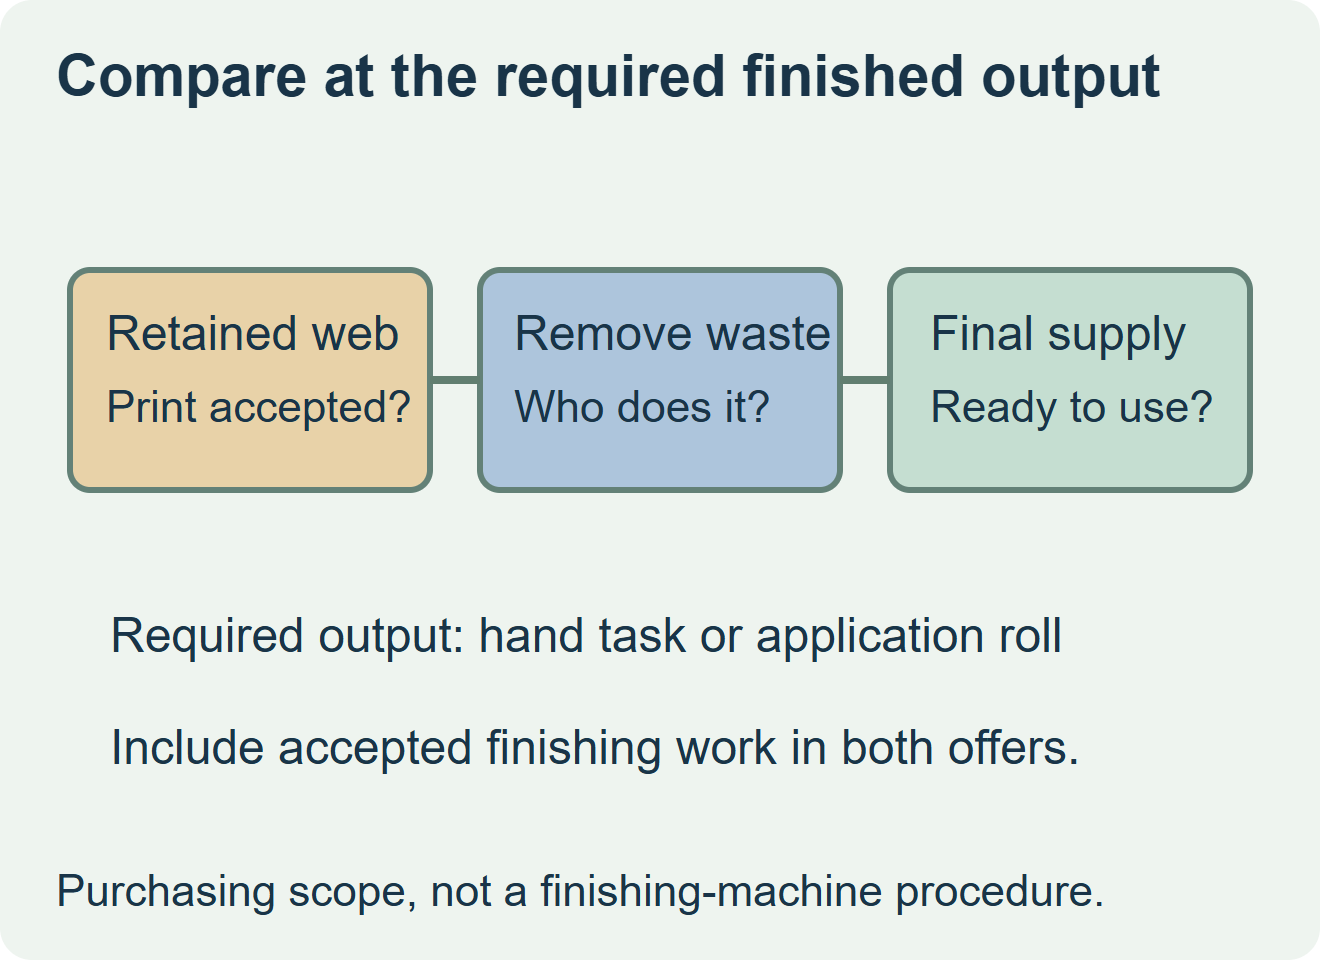 Compare at the required finished output
Retained web
Print accepted?
Remove waste
Who does it?
Final supply
Ready to use?
Required output: hand task or application roll
Include accepted finishing work in both offers.
Purchasing scope, not a finishing-machine procedure.